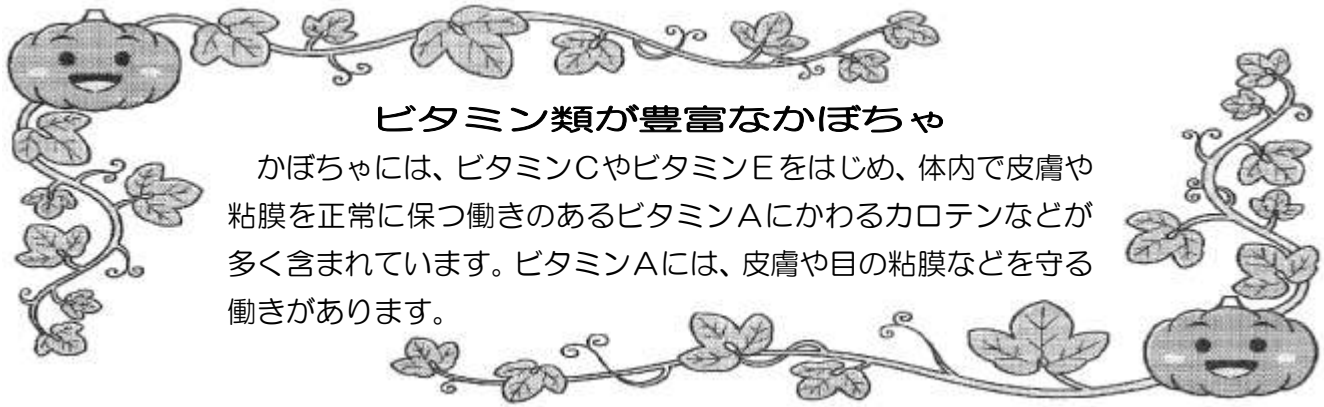 ビタミン類が豊富なかぼちゃ
かぼちゃには、ビタミンCやビタミンEをはじめ、体内で皮膚や
粘膜を正常に保つ働きのあるビタミンAにかわるカロテンなどが
多く含まれています。ビタミンAには、皮膚や目の粘膜などを守る
働きがあります。